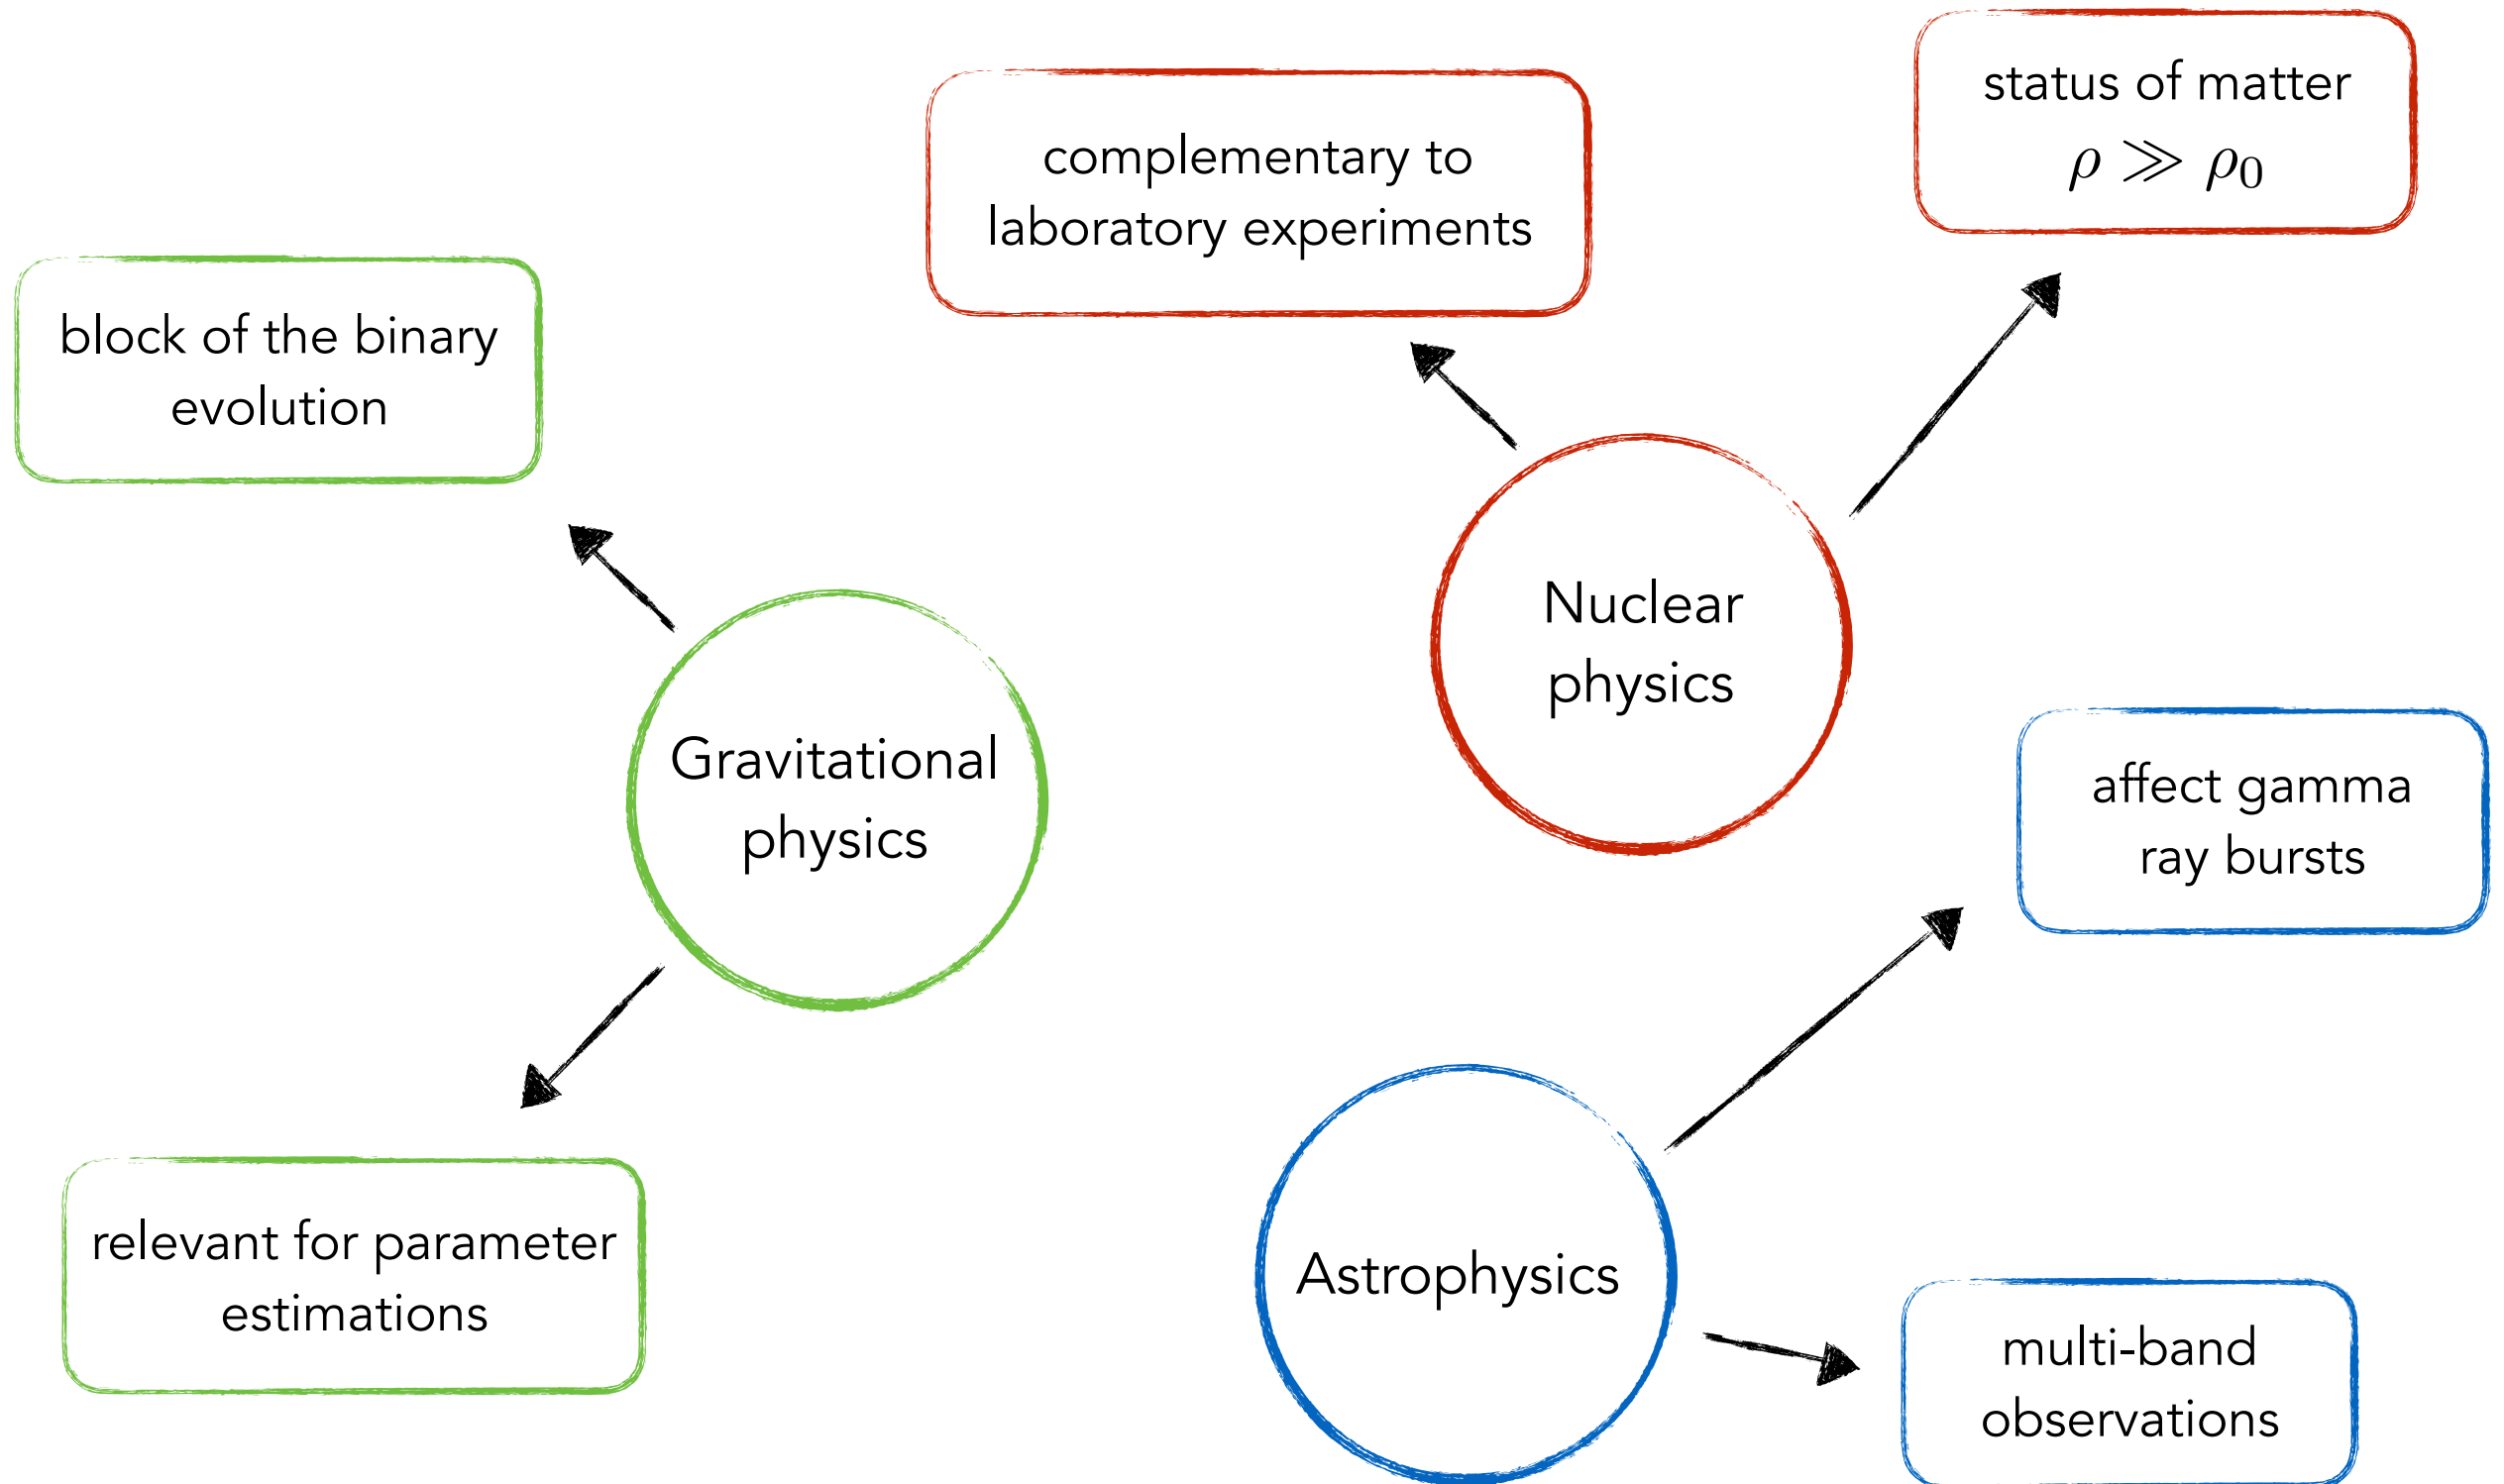 status of matter
ρ ≫ ρ₀
complementary to
laboratory experiments
block of the binary
evolution
Nuclear
physics
Gravitational
physics
affect gamma
ray bursts
relevant for parameter
estimations
Astrophysics
multi-band
observations